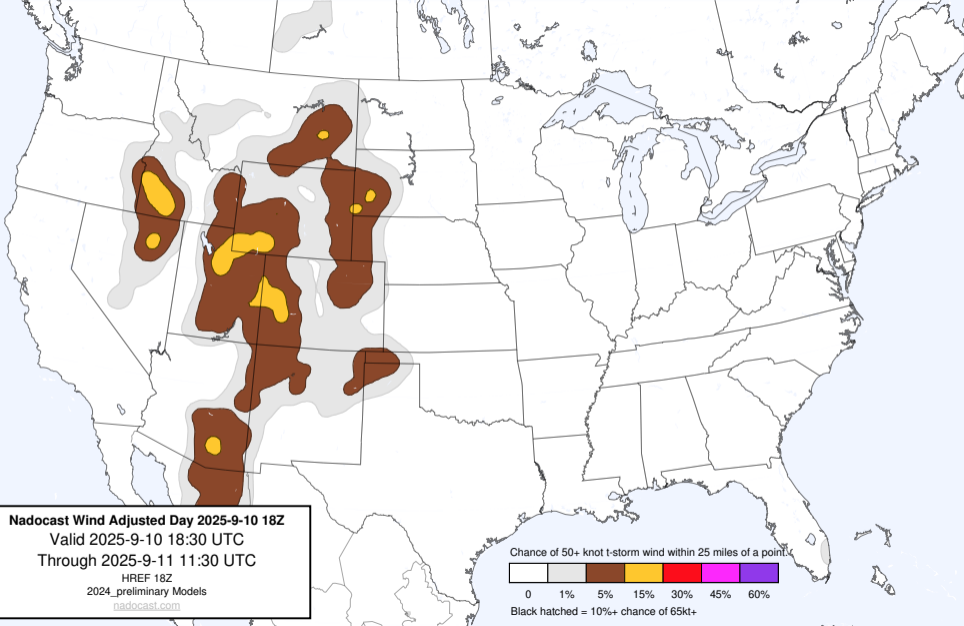 Nadocast Wind Adjusted Day 2025-9-10 18Z
Valid 2025-9-10 18:30 UTC
Through 2025-9-11 11:30 UTC
HREF 18Z
2024_preliminary Models
nadocast.com
Chance of 50+ knot t-storm wind within 25 miles of a point.
0 1% 5% 15% 30% 45% 60%
Black hatched = 10%+ chance of 65kt+